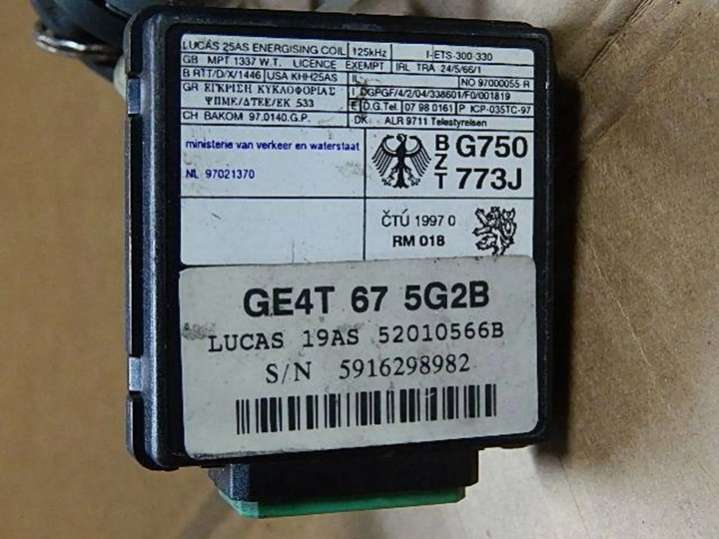 LUCAS 25AS ENERGISING COIL 125kHz I-ETS-300-330
GB MPT 1337 W.T. LICENCE EXEMPT IRL TRA 24/5/66/1
B RTT/D/X/1446 USA KHH25AS NO 97000055 R
GR ΕΓΚΡΙΣΗ ΚΥΚΛΟΦΟΡΙΑΣ I DGPGF/4/2/04/338601/F0/001819
ΥΠΜΕ/ΔΤΕΕ/ΕΚ 533 E D.G.Tel. 07 98 0161 P ICP-035TC-97
CH BAKOM 97.0140.G.P. DK ALR 9711 Telestyrelsen
ministerie van verkeer en waterstaat
NL 97021370
BZT G750 773J
ČTÚ 1997 0
RM 018
GE4T 67 5G2B
LUCAS 19AS 52010566B
S/N 5916298982